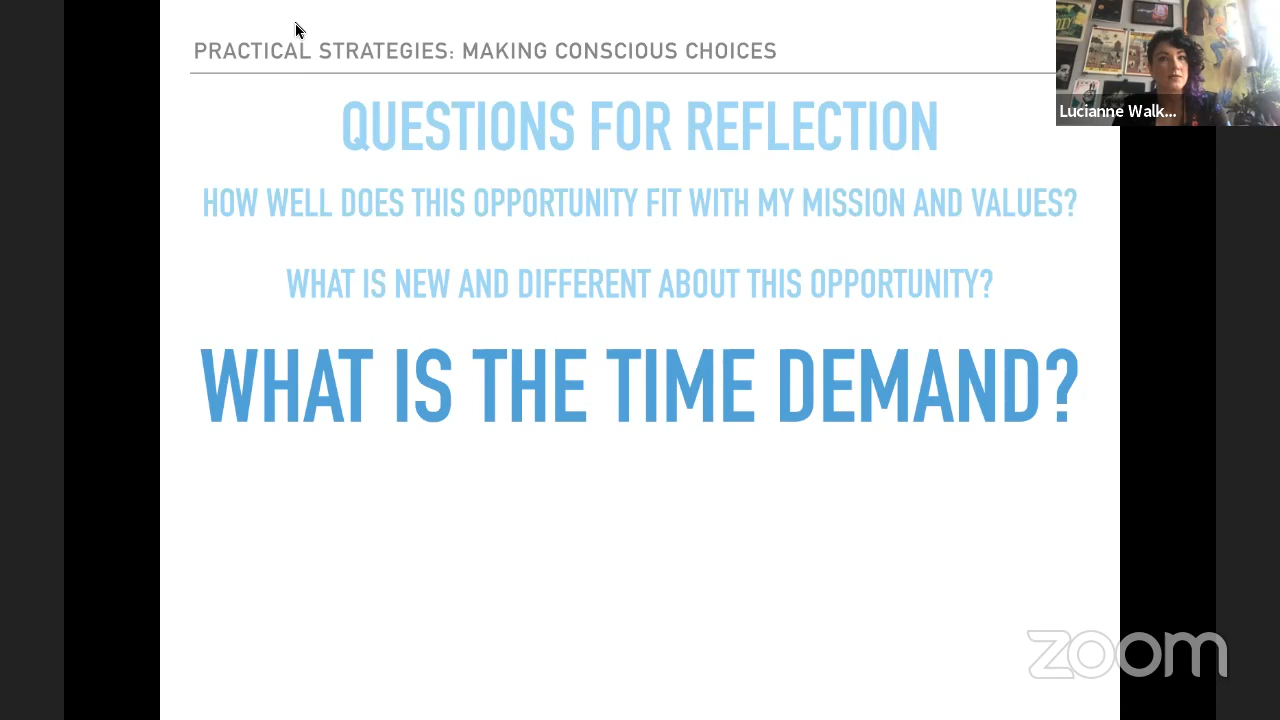 PRACTICAL STRATEGIES: MAKING CONSCIOUS CHOICES
Lucianne Walk...
QUESTIONS FOR REFLECTION
HOW WELL DOES THIS OPPORTUNITY FIT WITH MY MISSION AND VALUES?
WHAT IS NEW AND DIFFERENT ABOUT THIS OPPORTUNITY?
WHAT IS THE TIME DEMAND?
zoom